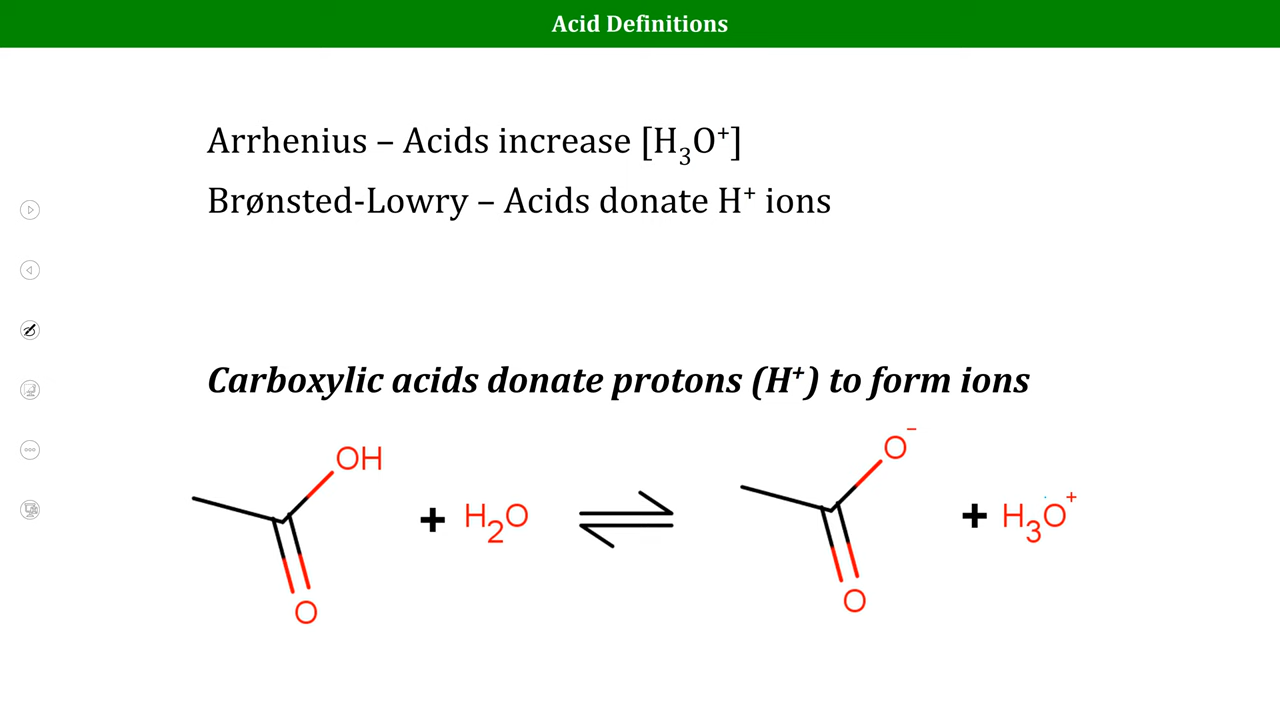 Acid Definitions
Arrhenius – Acids increase [H₃O⁺]
Brønsted-Lowry – Acids donate H⁺ ions
Carboxylic acids donate protons (H⁺) to form ions
OH O + H₂O ⇌ O⁻ O + H₃O⁺